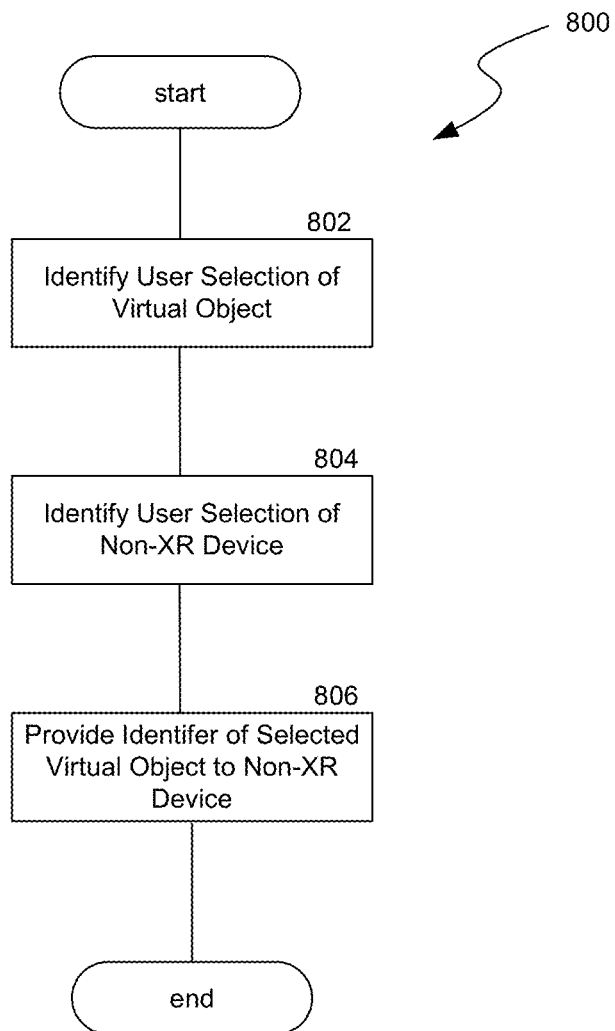 800
start
802
Identify User Selection of
Virtual Object
804
Identify User Selection of
Non-XR Device
806
Provide Identifer of Selected
Virtual Object to Non-XR
Device
end